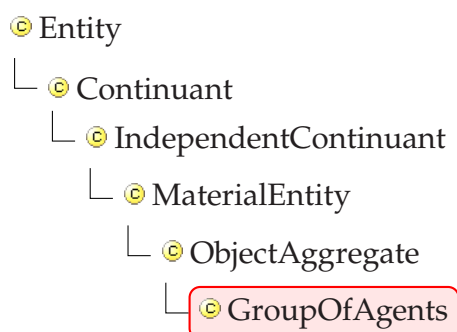 Entity
Continuant
IndependentContinuant
MaterialEntity
ObjectAggregate
GroupOfAgents